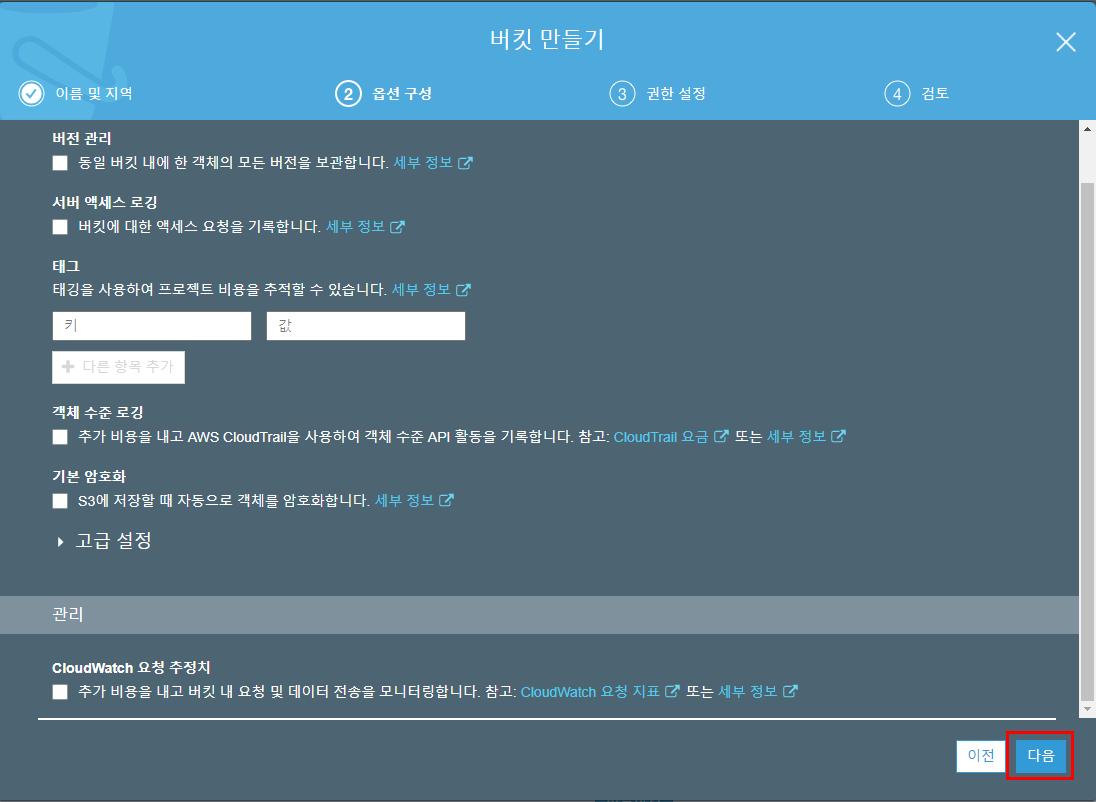 버킷 만들기
이름 및 지역
2 옵션 구성
3 권한 설정
4 검토
버전 관리
동일 버킷 내에 한 객체의 모든 버전을 보관합니다. 세부 정보
서버 액세스 로깅
버킷에 대한 액세스 요청을 기록합니다. 세부 정보
태그
태깅을 사용하여 프로젝트 비용을 추적할 수 있습니다. 세부 정보
키 값
다른 항목 추가
객체 수준 로깅
추가 비용을 내고 AWS CloudTrail을 사용하여 객체 수준 API 활동을 기록합니다. 참고: CloudTrail 요금 또는 세부 정보
기본 암호화
S3에 저장할 때 자동으로 객체를 암호화합니다. 세부 정보
고급 설정
관리
CloudWatch 요청 추정치
추가 비용을 내고 버킷 내 요청 및 데이터 전송을 모니터링합니다. 참고: CloudWatch 요청 지표 또는 세부 정보
이전 다음